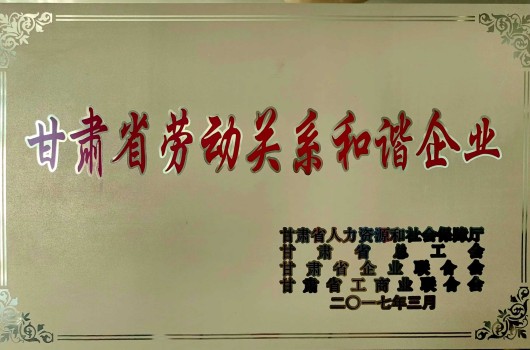 甘肃省劳动关系和谐企业
甘肃省人力资源和社会保障厅
甘肃省总工会
甘肃省企业联合会
甘肃省工商业联合会
二〇一七年三月